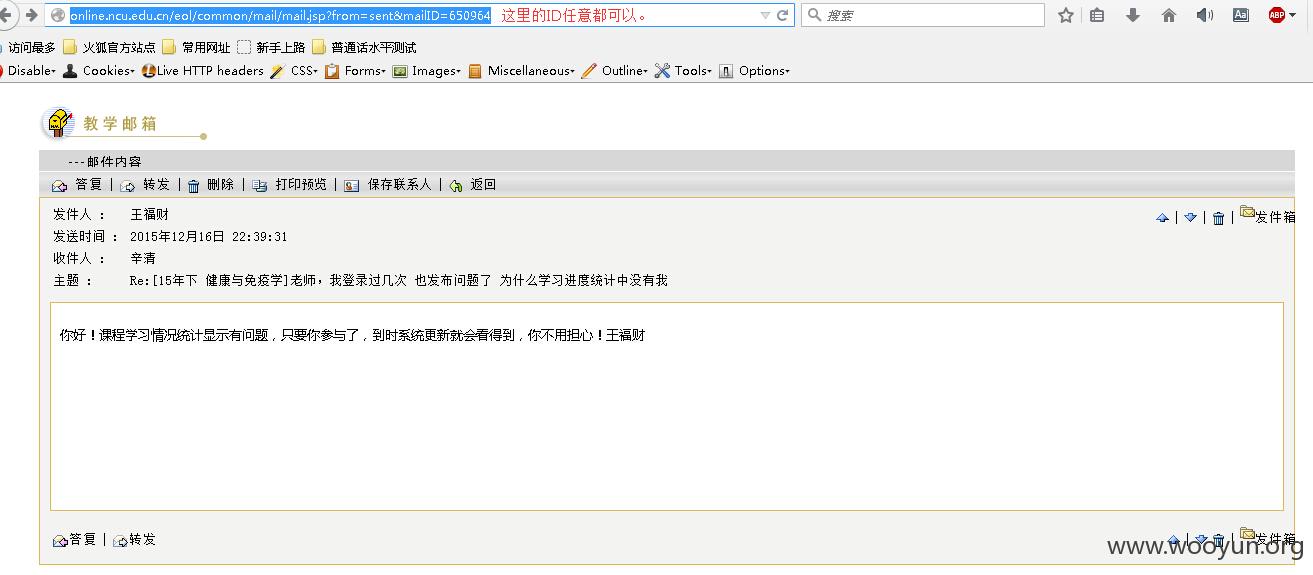 online.ncu.edu.cn/eol/common/mail/mail.jsp?from=sent&mailID=650964 这里的ID任意都可以。 搜索 Aa ABP
访问最多 火狐官方站点 常用网址 新手上路 普通话水平测试
Disable Cookies Live HTTP headers CSS Forms Images Miscellaneous Outline Tools Options
教学邮箱
---邮件内容
答复 | 转发 | 删除 | 打印预览 | 保存联系人 | 返回
发件人 : 王福财 | | | 发件箱
发送时间 : 2015年12月16日 22:39:31
收件人 : 辛清
主题 : Re:[15年下 健康与免疫学]老师，我登录过几次 也发布问题了 为什么学习进度统计中没有我
你好！课程学习情况统计显示有问题，只要你参与了，到时系统更新就会看得到，你不用担心！王福财
答复 | 转发 | | | 发件箱
www.wooyun.org